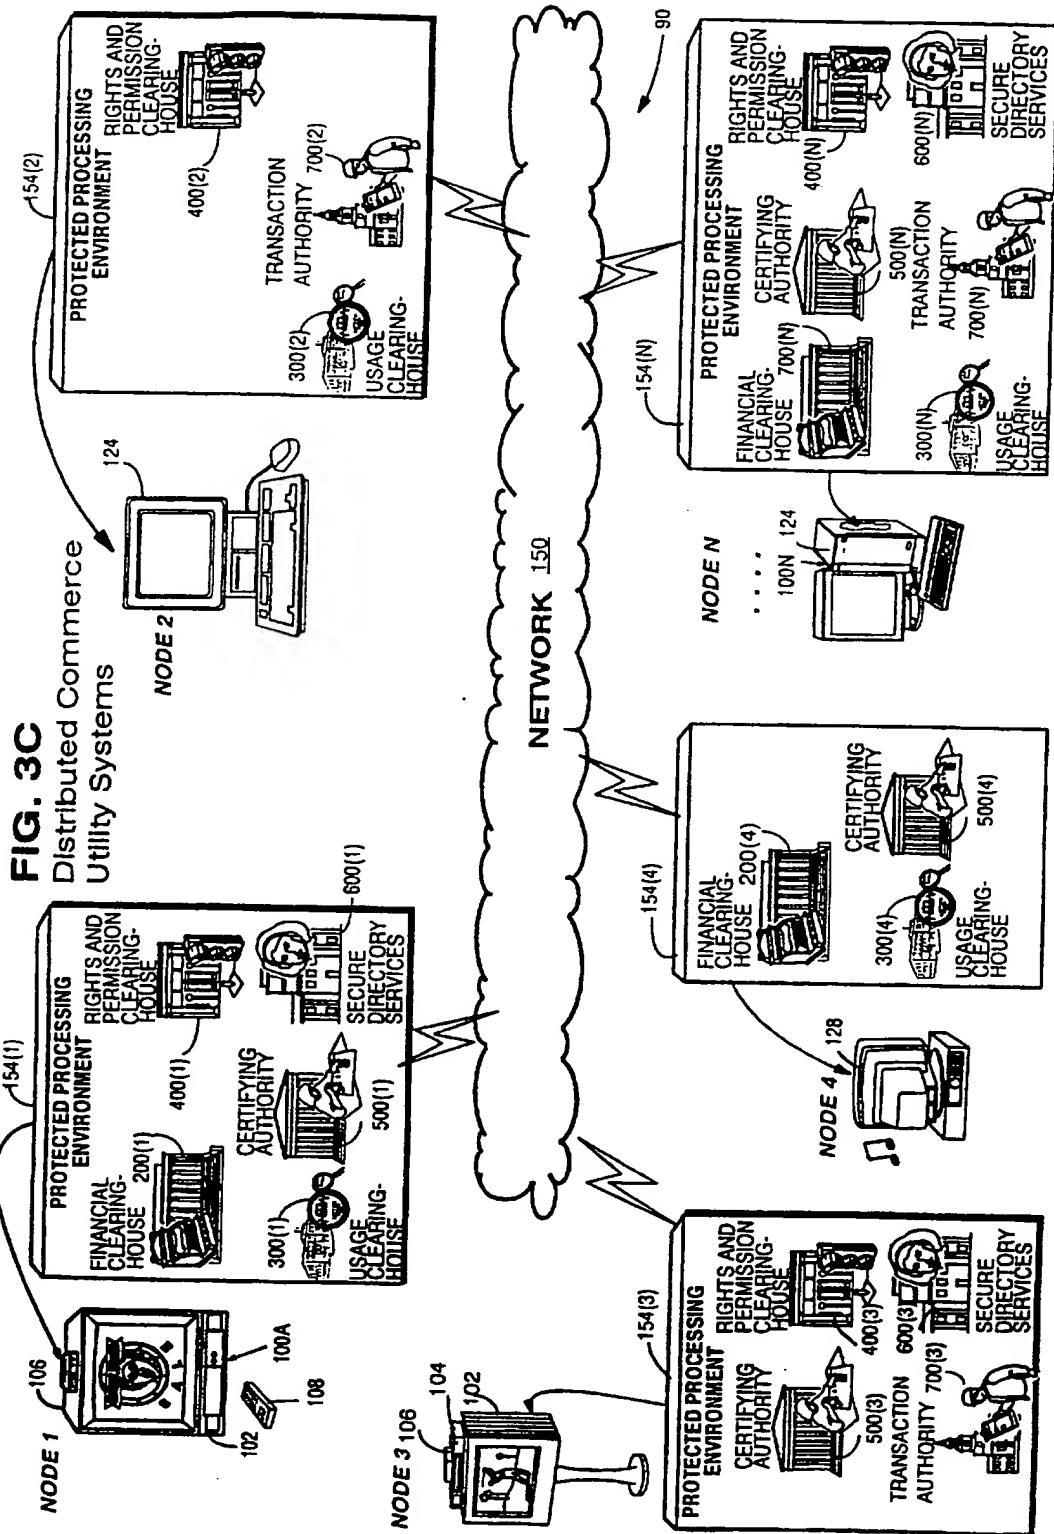 FIG. 3C
Distributed Commerce
Utility Systems
NODE 1
106
102
100A
108
154(1)
PROTECTED PROCESSING
ENVIRONMENT
FINANCIAL
CLEARING-
HOUSE
200(1)
RIGHTS AND
PERMISSION
CLEARING-
HOUSE
400(1)
300(1)
USAGE
CLEARING-
HOUSE
CERTIFYING
AUTHORITY
500(1)
600(1)
SECURE
DIRECTORY
SERVICES
NODE 2
124
154(2)
PROTECTED PROCESSING
ENVIRONMENT
RIGHTS AND
PERMISSION
CLEARING-
HOUSE
400(2)
300(2)
USAGE
CLEARING-
HOUSE
TRANSACTION
AUTHORITY
700(2)
NETWORK 150
90
NODE 3
106
104
102
154(3)
PROTECTED PROCESSING
ENVIRONMENT
CERTIFYING
AUTHORITY
500(3)
RIGHTS AND
PERMISSION
CLEARING-
HOUSE
400(3)
TRANSACTION
AUTHORITY
700(3)
600(3)
SECURE
DIRECTORY
SERVICES
NODE 4
128
154(4)
FINANCIAL
CLEARING-
HOUSE
200(4)
300(4)
USAGE
CLEARING-
HOUSE
CERTIFYING
AUTHORITY
500(4)
NODE N
. . . .
100N
124
154(N)
PROTECTED PROCESSING
ENVIRONMENT
FINANCIAL
CLEARING-
HOUSE
700(N)
CERTIFYING
AUTHORITY
500(N)
RIGHTS AND
PERMISSION
CLEARING-
HOUSE
400(N)
300(N)
USAGE
CLEARING-
HOUSE
TRANSACTION
AUTHORITY
700(N)
600(N)
SECURE
DIRECTORY
SERVICES